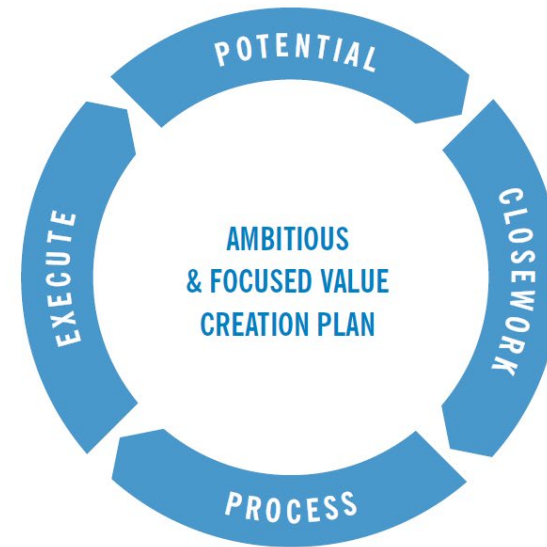 POTENTIAL
CLOSEWORK
AMBITIOUS
& FOCUSED VALUE
CREATION PLAN
EXECUTE
PROCESS